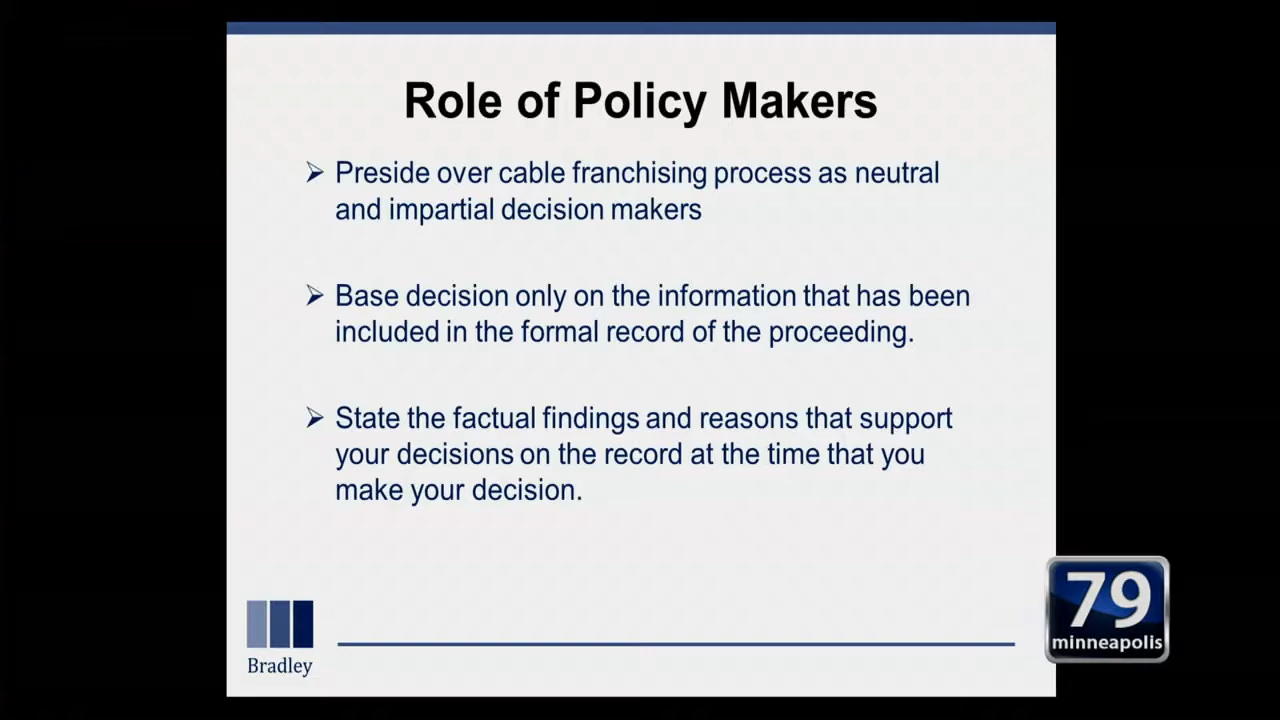 Role of Policy Makers
Preside over cable franchising process as neutral
and impartial decision makers
Base decision only on the information that has been
included in the formal record of the proceeding.
State the factual findings and reasons that support
your decisions on the record at the time that you
make your decision.
Bradley
79
minneapolis